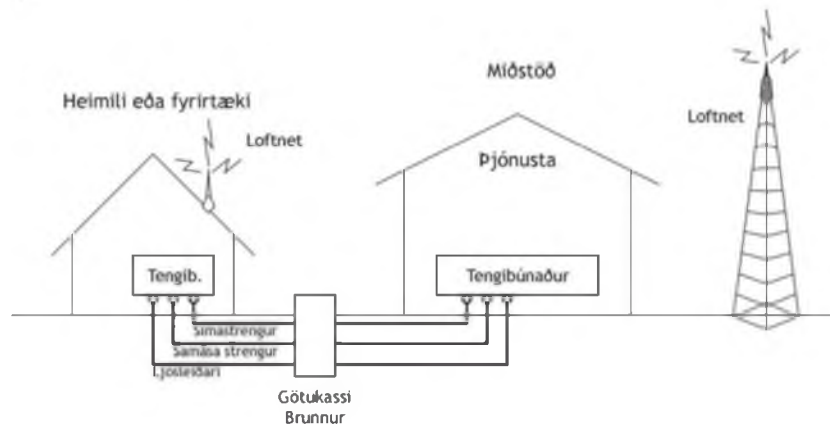 Miðstöð
Heimili eða fyrirtæki
Loftnet
Loftnet
Þjónusta
Tengib.
Tengibúnaður
Símastrengur
Samása strengur
Ljósleiðari
Götukassi
Brunnur